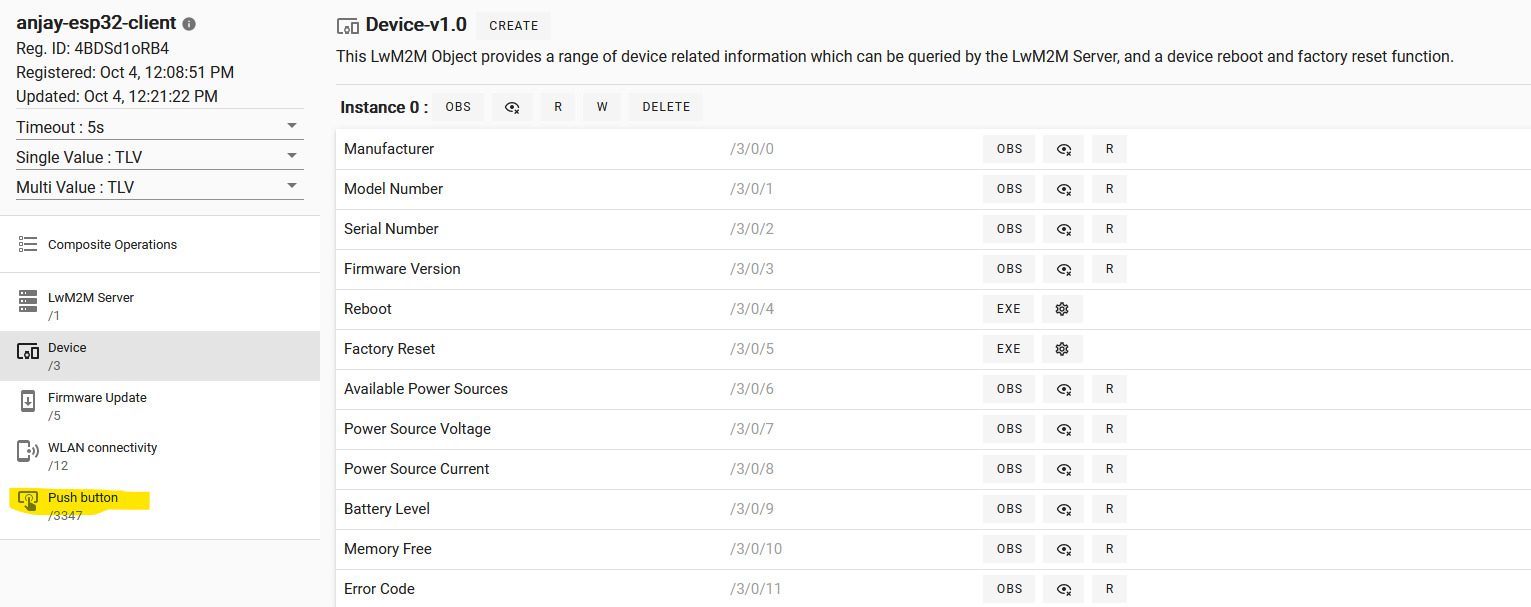 anjay-esp32-client
Reg. ID: 4BDSd1oRB4
Registered: Oct 4, 12:08:51 PM
Updated: Oct 4, 12:21:22 PM
Timeout : 5s
Single Value : TLV
Multi Value : TLV
Composite Operations
LwM2M Server
/1
Device
/3
Firmware Update
/5
WLAN connectivity
/12
Push button
/3347
Device-v1.0 CREATE
This LwM2M Object provides a range of device related information which can be queried by the LwM2M Server, and a device reboot and factory reset function.
Instance 0 : OBS R W DELETE
Manufacturer /3/0/0 OBS R
Model Number /3/0/1 OBS R
Serial Number /3/0/2 OBS R
Firmware Version /3/0/3 OBS R
Reboot /3/0/4 EXE
Factory Reset /3/0/5 EXE
Available Power Sources /3/0/6 OBS R
Power Source Voltage /3/0/7 OBS R
Power Source Current /3/0/8 OBS R
Battery Level /3/0/9 OBS R
Memory Free /3/0/10 OBS R
Error Code /3/0/11 OBS R